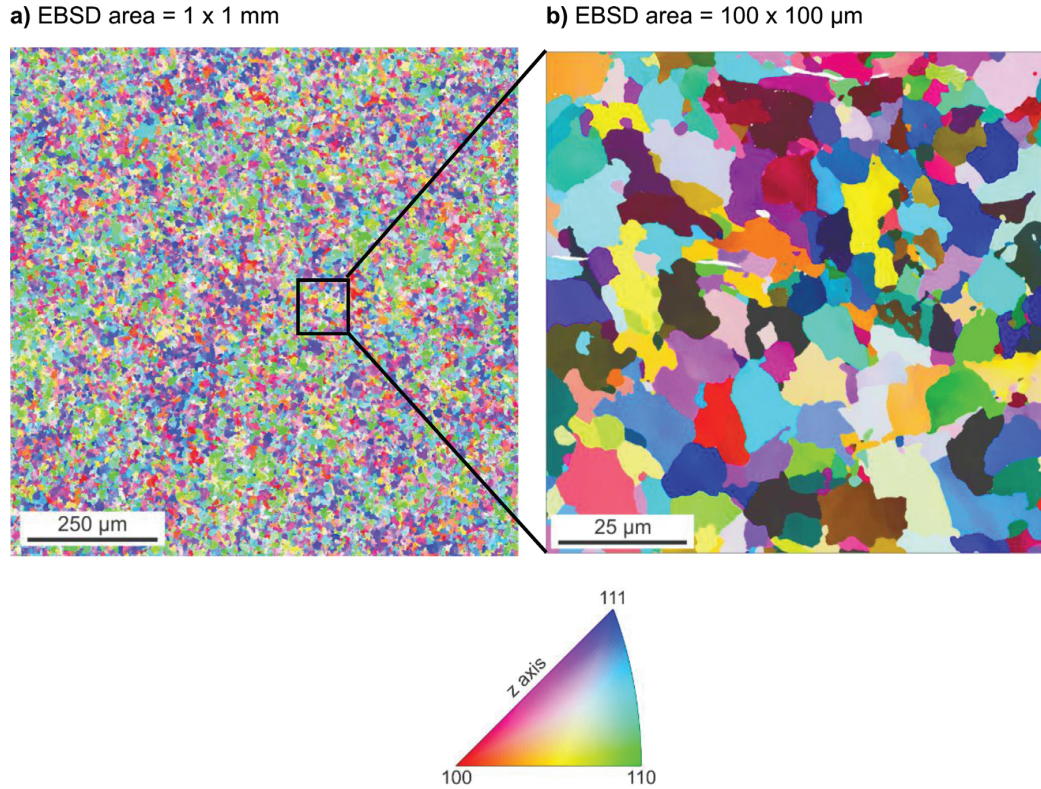 a) EBSD area = 1 x 1 mm
b) EBSD area = 100 x 100 µm
250 µm
25 µm
111
z axis
100
110